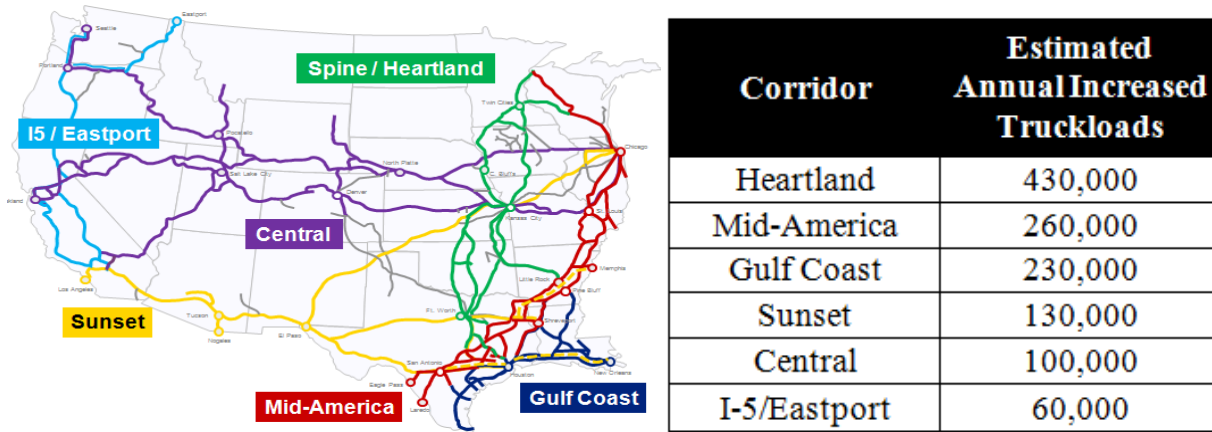 Seattle
Eastport
Portland
Spine / Heartland
Twin Cities
I5 / Eastport
Pocatello
Chicago
North Platte
C. Bluffs
Salt Lake City
Denver
kland
Kansas City
St. Louis
Central
Los Angeles
Little Rock
Memphis
Pine Bluff
Sunset
Tucson
Ft. Worth
Shreveport
Nogales
El Paso
San Antonio
Houston
New Orleans
Eagle Pass
Laredo
Mid-America
Gulf Coast
Corridor
Estimated
Annual Increased
Truckloads
Heartland 430,000
Mid-America 260,000
Gulf Coast 230,000
Sunset 130,000
Central 100,000
I-5/Eastport 60,000